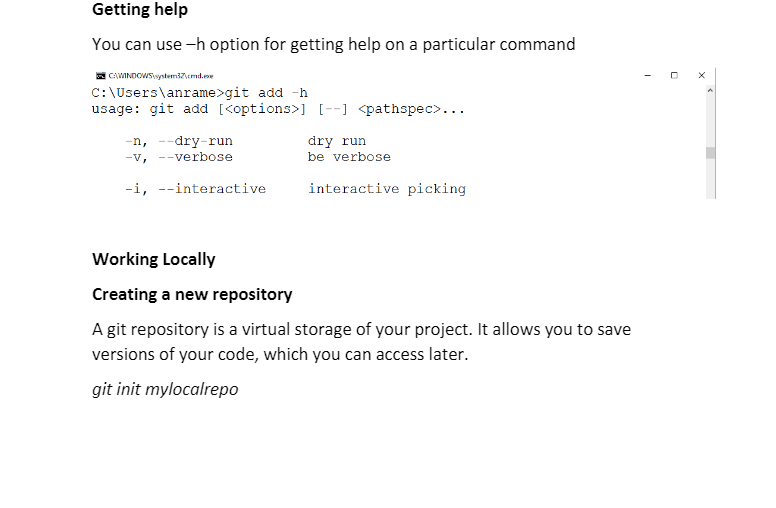 Getting help
You can use –h option for getting help on a particular command
C:\WINDOWS\system32\cmd.exe
C:\Users\anrame>git add -h
usage: git add [<options>] [--] <pathspec>...
-n, --dry-run dry run
-v, --verbose be verbose
-i, --interactive interactive picking
Working Locally
Creating a new repository
A git repository is a virtual storage of your project. It allows you to save
versions of your code, which you can access later.
git init mylocalrepo